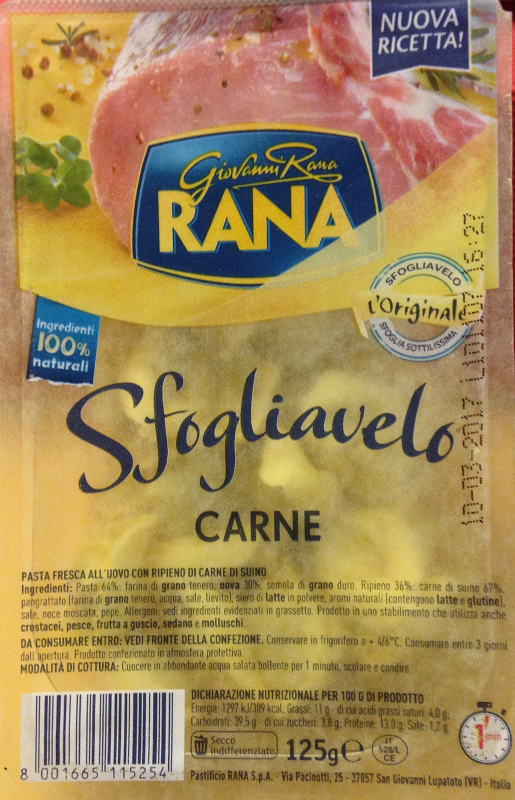 NUOVA
RICETTA!
Giovanni Rana
RANA
SFOGLIAVELO
L'Originale
SFOGLIA SOTTILISSIMA
10-03-2017 L101107 16:27
Ingredienti
100%
naturali
Sfogliavelo
CARNE
PASTA FRESCA ALL'UOVO CON RIPIENO DI CARNE DI SUINO
Ingredienti: Pasta 64%: farina di grano tenero, uova 30%, semola di grano duro. Ripieno 36%: carne di suino 67%,
pangrattato (farina di grano tenero, acqua, sale, lievito), siero di latte in polvere, aromi naturali (contengono latte e glutine),
sale, noce moscata, pepe. Allergeni: vedi ingredienti evidenziati in grassetto. Prodotto in uno stabilimento che utilizza anche
crostacei, pesce, frutta a guscio, sedano e molluschi.
DA CONSUMARE ENTRO: VEDI FRONTE DELLA CONFEZIONE. Conservare in frigorifero a + 4/6°C. Consumare entro 3 giorni
dall'apertura. Prodotto confezionato in atmosfera protettiva.
MODALITÀ DI COTTURA: Cuocere in abbondante acqua salata bollente per 1 minuto, scolare e condire.
DICHIARAZIONE NUTRIZIONALE PER 100 G DI PRODOTTO
Energia: 1297 kJ/309 kcal; Grassi: 11 g - di cui acidi grassi saturi: 4,0 g;
Carboidrati: 39,5 g - di cui zuccheri: 3,8 g; Proteine: 13,0 g; Sale: 1,2 g
Secco
indifferenziato
125g e
IT
528/L
CE
1 min
8 001665 115254
Pastificio RANA S.p.A. - Via Pacinotti, 25 - 37057 San Giovanni Lupatoto (VR) - Italia